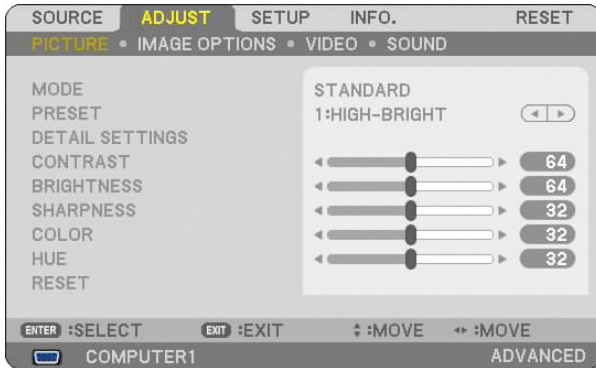 SOURCE ADJUST SETUP INFO. RESET
PICTURE • IMAGE OPTIONS • VIDEO • SOUND
MODE STANDARD
PRESET 1:HIGH-BRIGHT
DETAIL SETTINGS
CONTRAST 64
BRIGHTNESS 64
SHARPNESS 32
COLOR 32
HUE 32
RESET
ENTER :SELECT EXIT :EXIT :MOVE :MOVE
COMPUTER1 ADVANCED